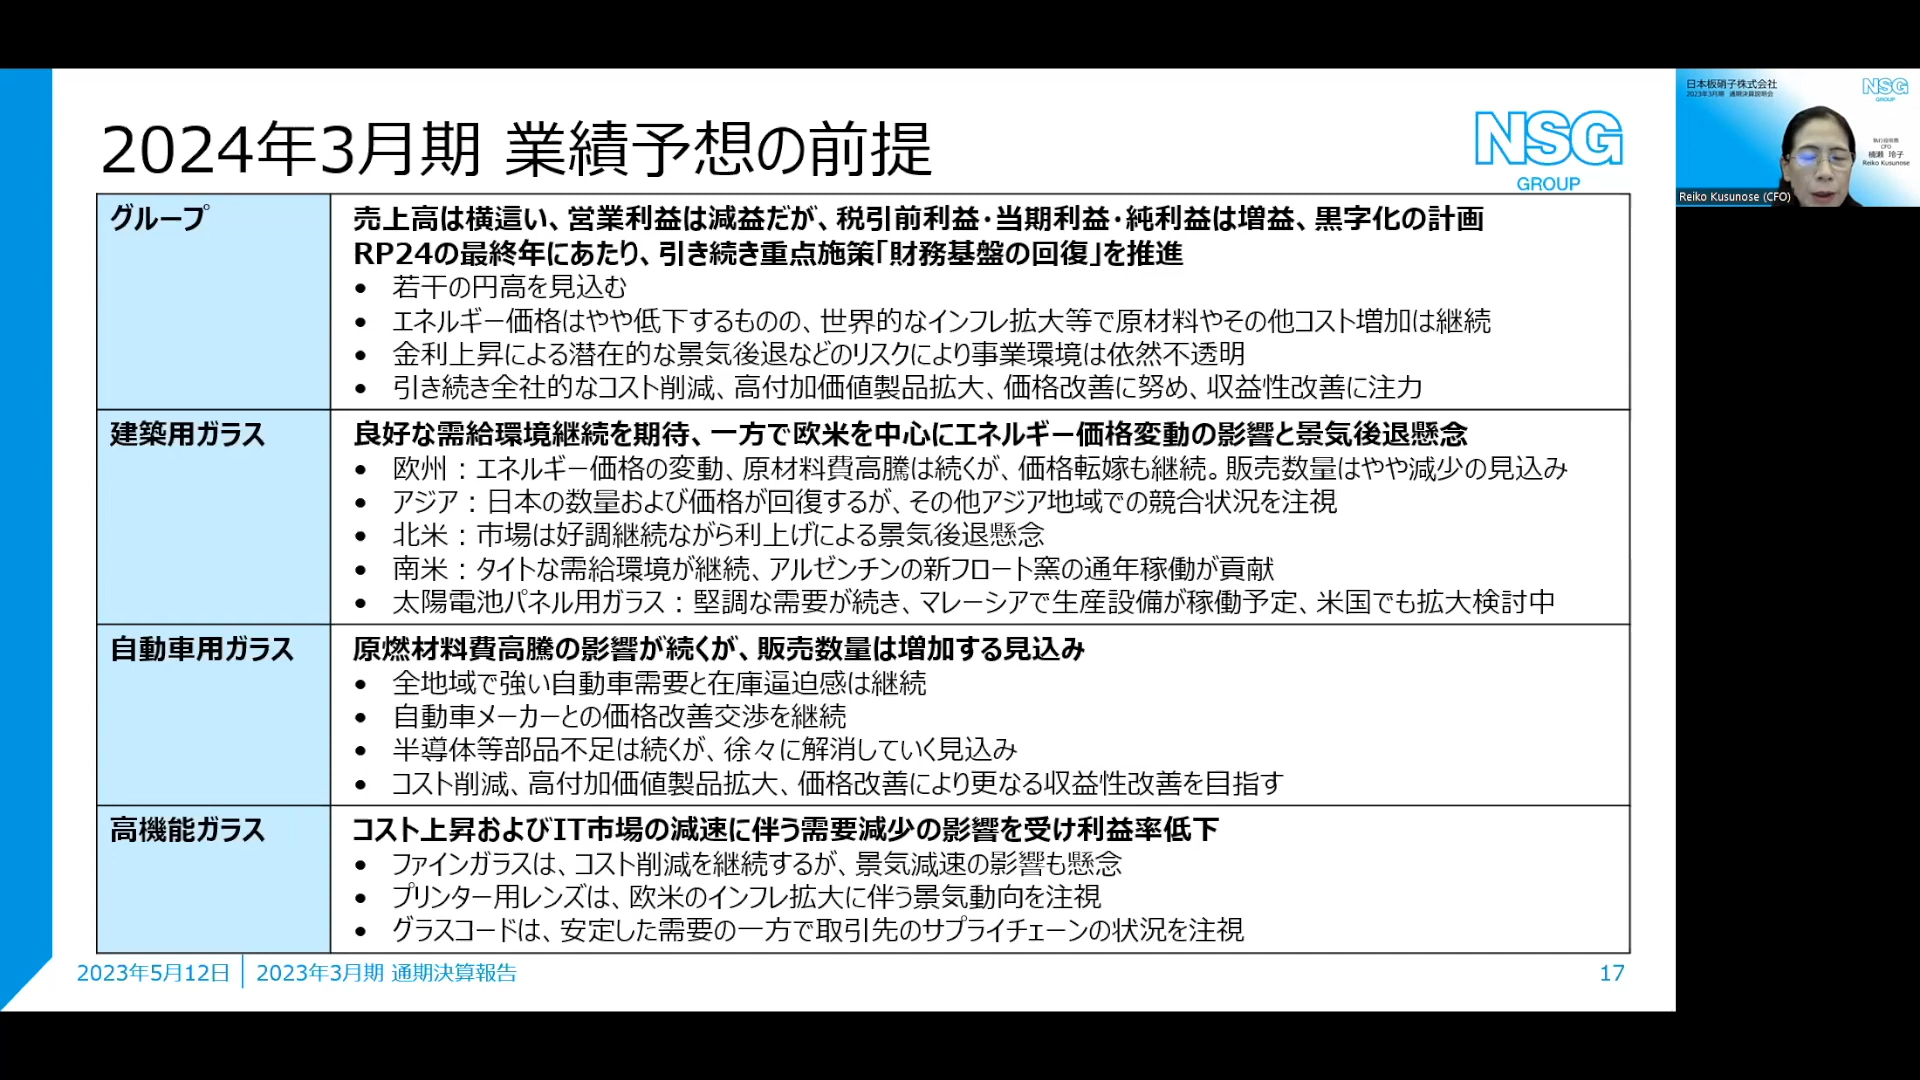 2024年3月期 業績予想の前提
NSG
GROUP
グループ
売上高は横這い、営業利益は減益だが、税引前利益・当期利益・純利益は増益、黒字化の計画
RP24の最終年にあたり、引き続き重点施策「財務基盤の回復」を推進
• 若干の円高を見込む
• エネルギー価格はやや低下するものの、世界的なインフレ拡大等で原材料やその他コスト増加は継続
• 金利上昇による潜在的な景気後退などのリスクにより事業環境は依然不透明
• 引き続き全社的なコスト削減、高付加価値製品拡大、価格改善に努め、収益性改善に注力
建築用ガラス
良好な需給環境継続を期待、一方で欧米を中心にエネルギー価格変動の影響と景気後退懸念
• 欧州：エネルギー価格の変動、原材料費高騰は続くが、価格転嫁も継続。販売数量はやや減少の見込み
• アジア：日本の数量および価格が回復するが、その他アジア地域での競合状況を注視
• 北米：市場は好調継続ながら利上げによる景気後退懸念
• 南米：タイトな需給環境が継続、アルゼンチンの新フロート窯の通年稼働が貢献
• 太陽電池パネル用ガラス：堅調な需要が続き、マレーシアで生産設備が稼働予定、米国でも拡大検討中
自動車用ガラス
原燃材料費高騰の影響が続くが、販売数量は増加する見込み
• 全地域で強い自動車需要と在庫逼迫感は継続
• 自動車メーカーとの価格改善交渉を継続
• 半導体等部品不足は続くが、徐々に解消していく見込み
• コスト削減、高付加価値製品拡大、価格改善により更なる収益性改善を目指す
高機能ガラス
コスト上昇およびIT市場の減速に伴う需要減少の影響を受け利益率低下
• ファインガラスは、コスト削減を継続するが、景気減速の影響も懸念
• プリンター用レンズは、欧米のインフレ拡大に伴う景気動向を注視
• グラスコードは、安定した需要の一方で取引先のサプライチェーンの状況を注視
2023年5月12日 2023年3月期 通期決算報告
17
日本板硝子株式会社
2023年3月期 通期決算説明会
NSG
GROUP
執行役専務
CFO
楠瀬 玲子
Reiko Kusunose
Reiko Kusunose (CFO)